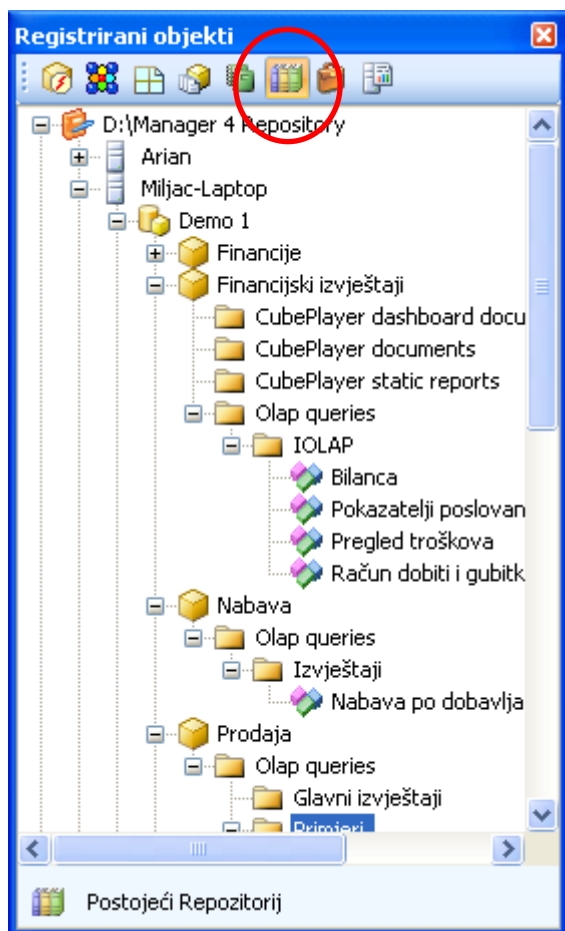 Registrirani objekti
D:\Manager 4 Repository
Arian
Miljac-Laptop
Demo 1
Financije
Financijski izvještaji
CubePlayer dashboard docu
CubePlayer documents
CubePlayer static reports
Olap queries
IOLAP
Bilanca
Pokazatelji poslovan
Pregled troškova
Račun dobiti i gubitk
Nabava
Olap queries
Izvještaji
Nabava po dobavlja
Prodaja
Olap queries
Glavni izvještaji
Primjeri
Postojeći Repozitorij